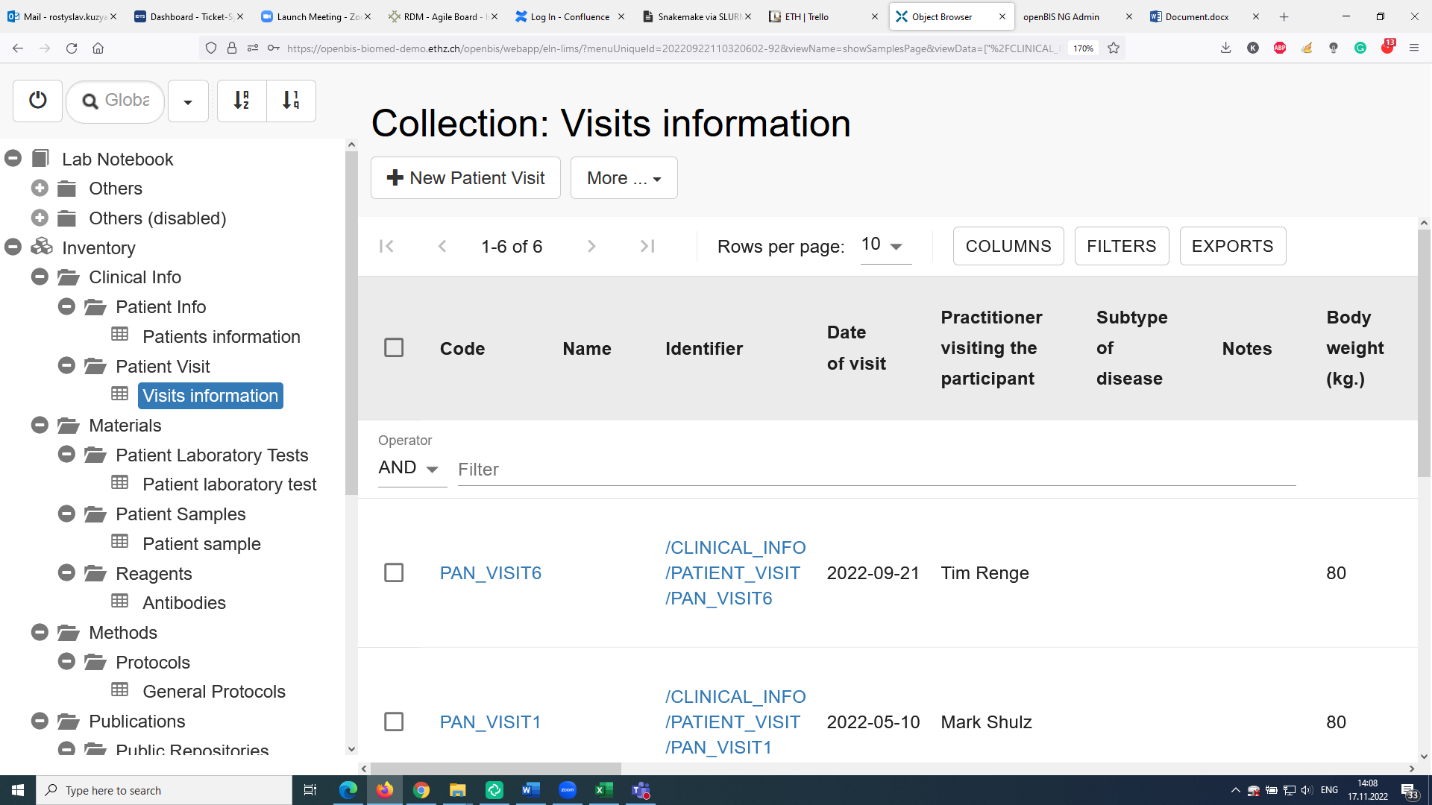 Mail - rostyslav.kuzya
Dashboard - Ticket-S
Launch Meeting - Zo
RDM - Agile Board - 
Log In - Confluence
Snakemake via SLUR
ETH | Trello
Object Browser
openBIS NG Admin
Document.docx
https://openbis-biomed-demo.ethz.ch/openbis/webapp/eln-lims/?menuUniqueId=20220922110320602-92&viewName=showSamplesPage&viewData=["%2FCLINICAL_
170%
K
ABP
13
Globa
Collection: Visits information
New Patient Visit
More ...
Lab Notebook
Others
Others (disabled)
Inventory
Clinical Info
Patient Info
Patients information
Patient Visit
Visits information
Materials
Patient Laboratory Tests
Patient laboratory test
Patient Samples
Patient sample
Reagents
Antibodies
Methods
Protocols
General Protocols
Publications
Public Repositories
1-6 of 6
Rows per page:
10
COLUMNS
FILTERS
EXPORTS
Code
Name
Identifier
Date
of visit
Practitioner
visiting the
participant
Subtype
of
disease
Notes
Body
weight
(kg.)
Operator
AND
Filter
PAN_VISIT6
/CLINICAL_INFO
/PATIENT_VISIT
/PAN_VISIT6
2022-09-21
Tim Renge
80
PAN_VISIT1
/CLINICAL_INFO
/PATIENT_VISIT
/PAN_VISIT1
2022-05-10
Mark Shulz
80
Type here to search
ENG
14:08
17.11.2022
33